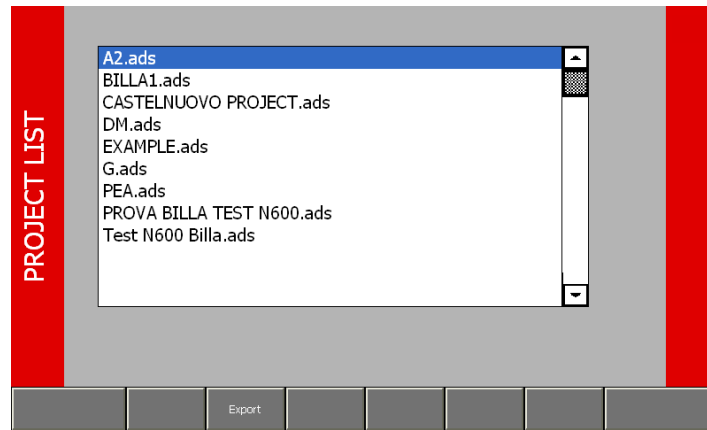 PROJECT LIST
A2.ads
BILLA1.ads
CASTELNUOVO PROJECT.ads
DM.ads
EXAMPLE.ads
G.ads
PEA.ads
PROVA BILLA TEST N600.ads
Test N600 Billa.ads
Export